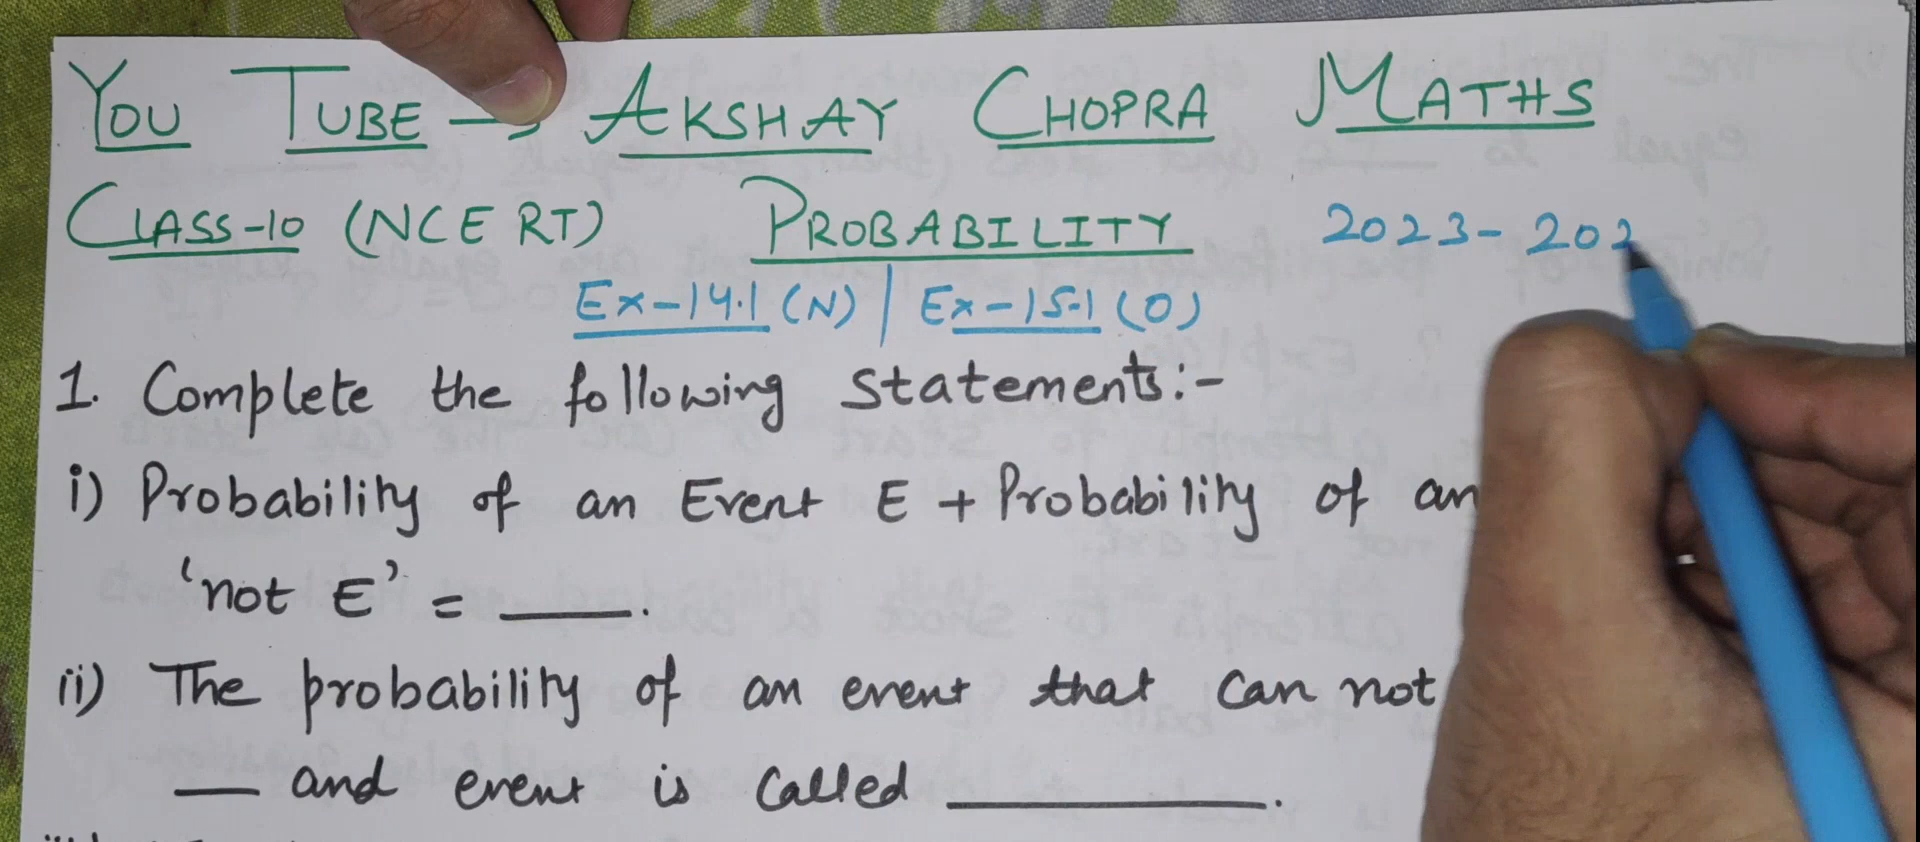 YOU TUBE → AKSHAY CHOPRA MATHS
CLASS-10 (NCERT) PROBABILITY 2023-202
Ex-14.1 (N) | Ex-15.1 (O)
1. Complete the following statements:-
i) Probability of an Event E + Probability of an
'not E' = ____.
ii) The probability of an event that can not
___ and event is called ________.